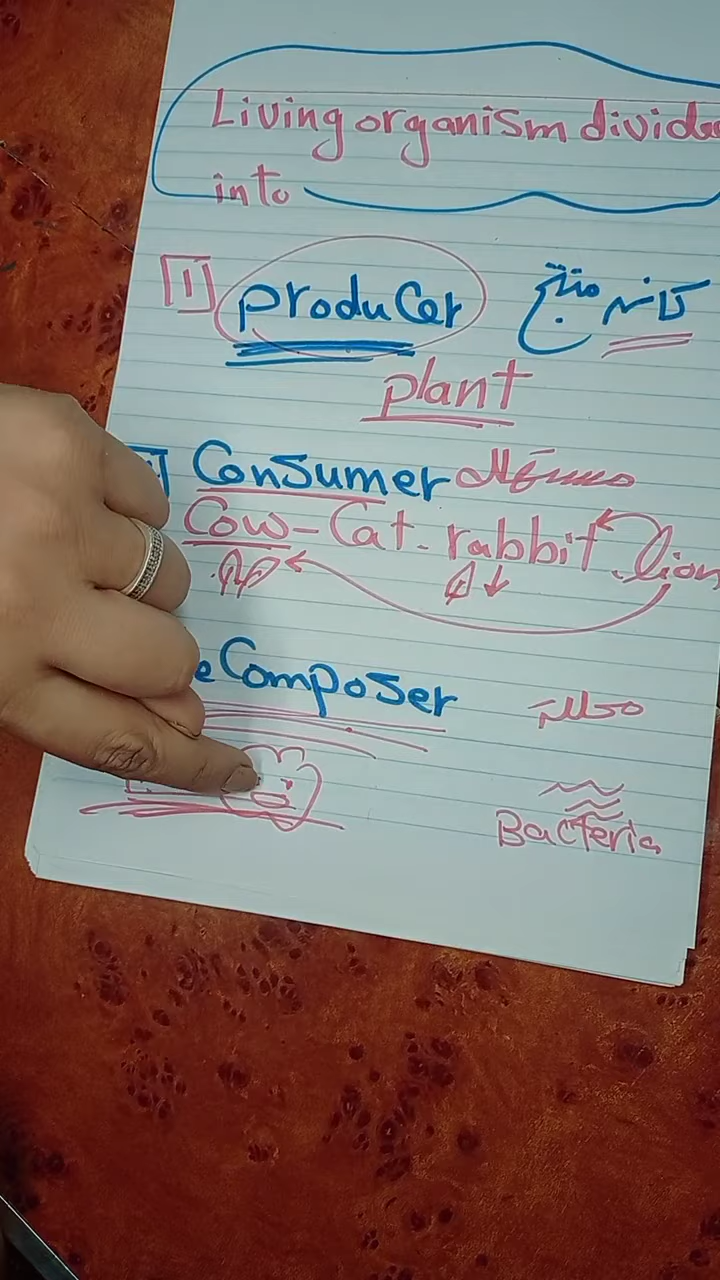 Living organism divide
into
1 producer كائن منتج
plant
Consumer مستهلك
Cow - Cat - rabbit. lion
eComposer محلل
Bacteria